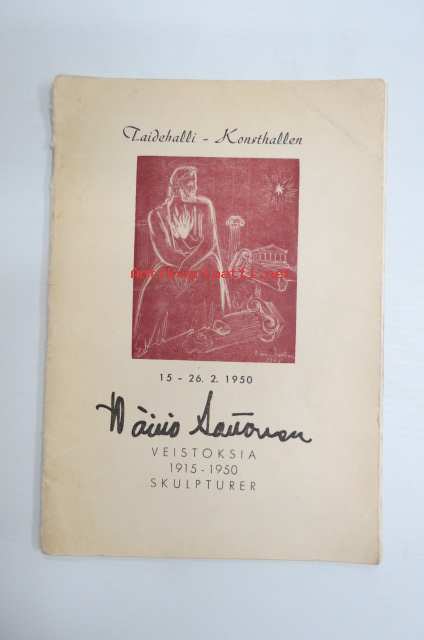 Taidehalli - Konsthallen
15 - 26. 2. 1950
Wäinö Aaltonen
VEISTOKSIA
1915 - 1950
SKULPTURER